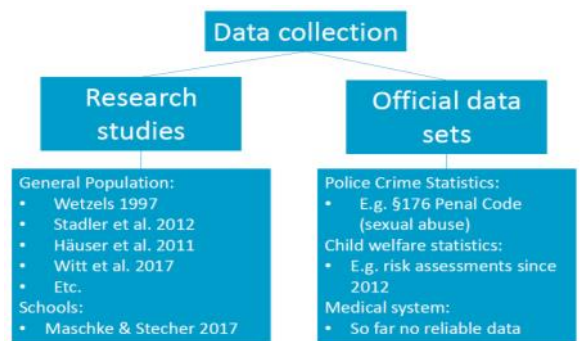 Data collection
Research
studies
General Population:
• Wetzels 1997
• Stadler et al. 2012
• Häuser et al. 2011
• Witt et al. 2017
• Etc.
Schools:
• Maschke & Stecher 2017
Official data
sets
Police Crime Statistics:
• E.g. §176 Penal Code
(sexual abuse)
Child welfare statistics:
• E.g. risk assessments since
2012
Medical system:
• So far no reliable data